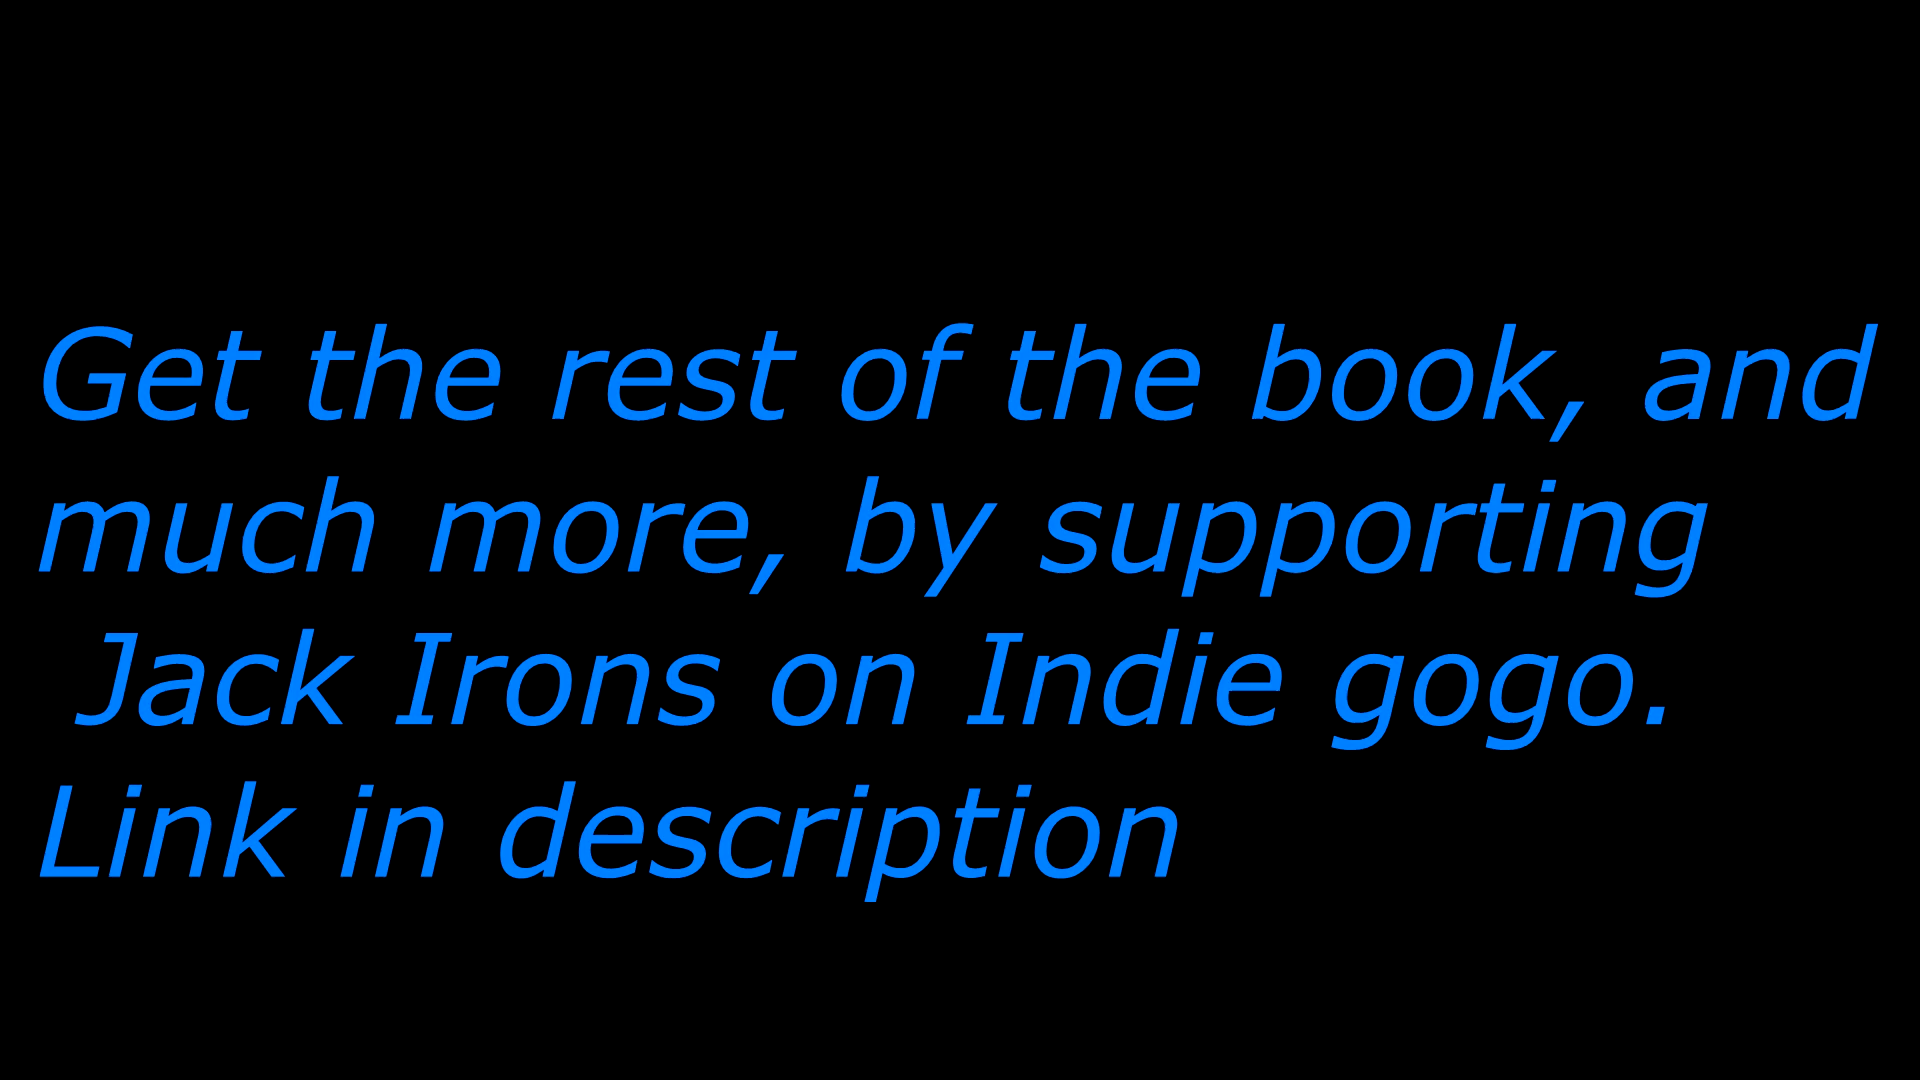 Get the rest of the book, and
much more, by supporting
Jack Irons on Indie gogo.
Link in description